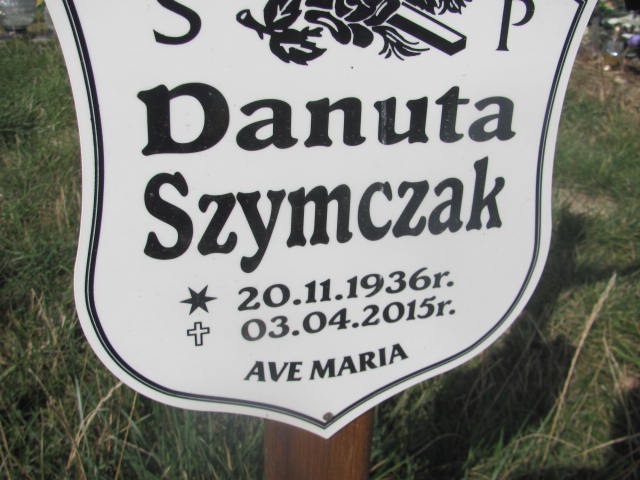 S P
Danuta
Szymczak
20.11.1936r.
03.04.2015r.
AVE MARIA